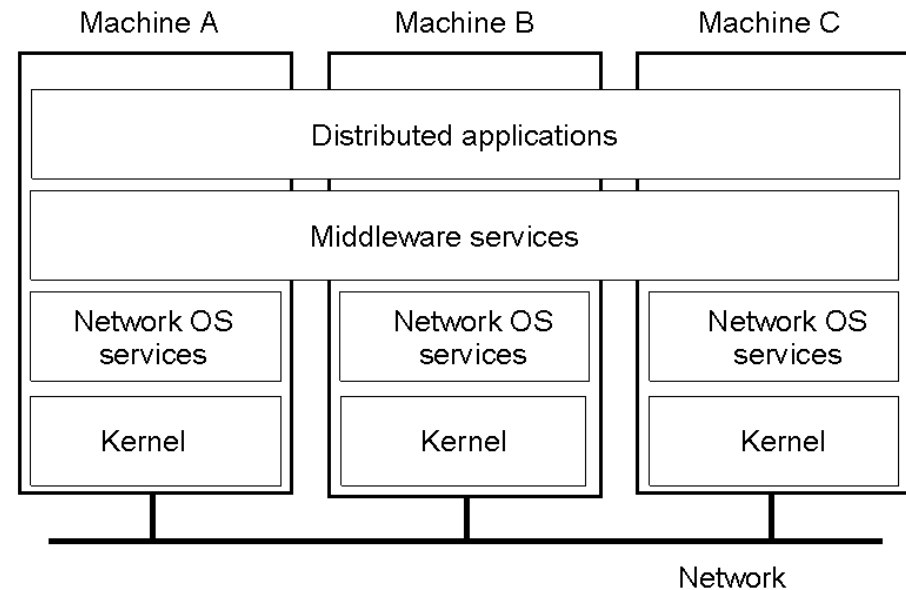 Machine A
Machine B
Machine C
Distributed applications
Middleware services
Network OS
services
Network OS
services
Network OS
services
Kernel
Kernel
Kernel
Network